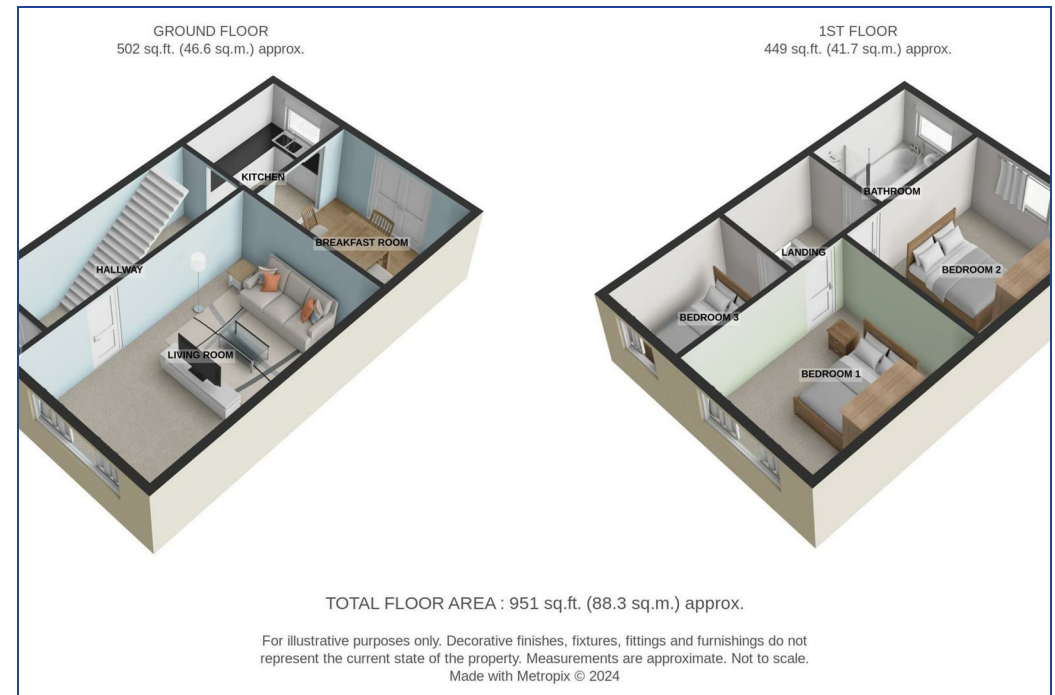 GROUND FLOOR
502 sq.ft. (46.6 sq.m.) approx.
KITCHEN
BREAKFAST ROOM
HALLWAY
LIVING ROOM
1ST FLOOR
449 sq.ft. (41.7 sq.m.) approx.
BATHROOM
LANDING
BEDROOM 2
BEDROOM 3
BEDROOM 1
TOTAL FLOOR AREA : 951 sq.ft. (88.3 sq.m.) approx.
For illustrative purposes only. Decorative finishes, fixtures, fittings and furnishings do not
represent the current state of the property. Measurements are approximate. Not to scale.
Made with Metropix © 2024